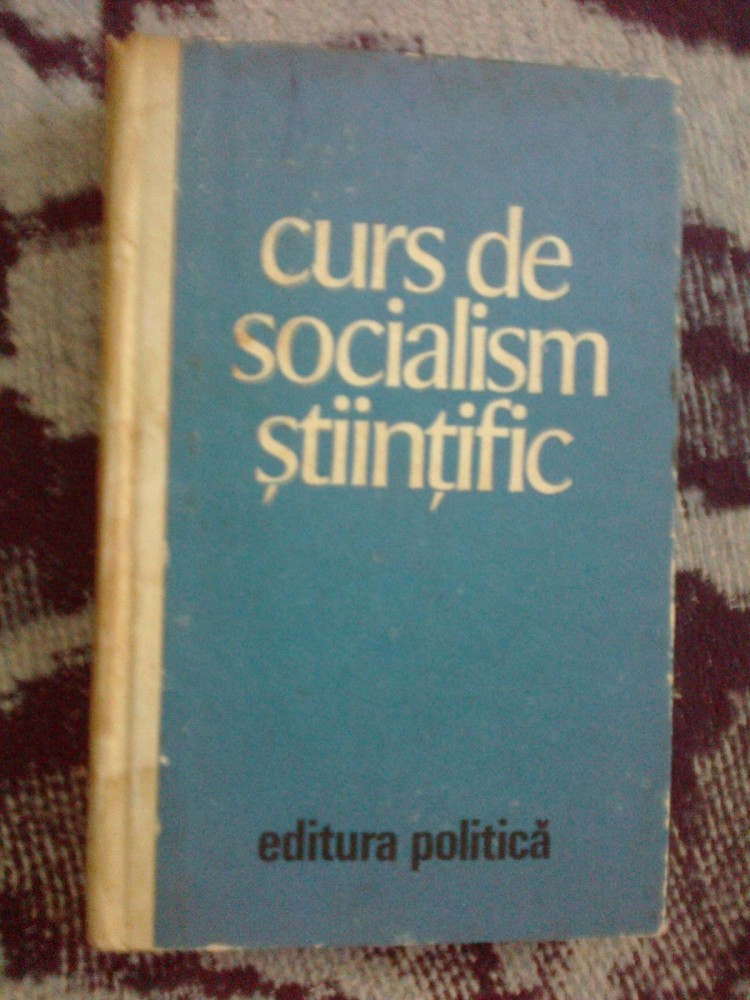 curs de
socialism
științific
editura politică